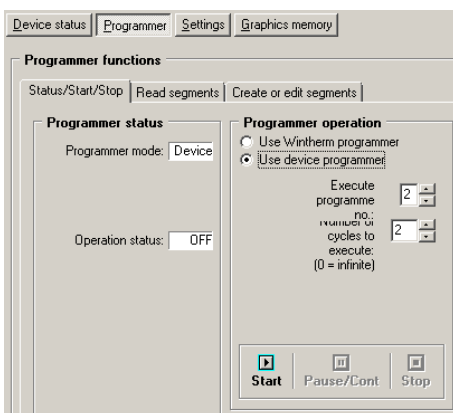 Device status Programmer Settings Graphics memory
Programmer functions
Status/Start/Stop Read segments Create or edit segments
Programmer status
Programmer mode: Device
Operation status: OFF
Programmer operation
Use Wintherm programmer
Use device programmer
Execute
programme
no.:
2
Number of
cycles to
execute:
(0 = infinite)
2
Start Pause/Cont Stop